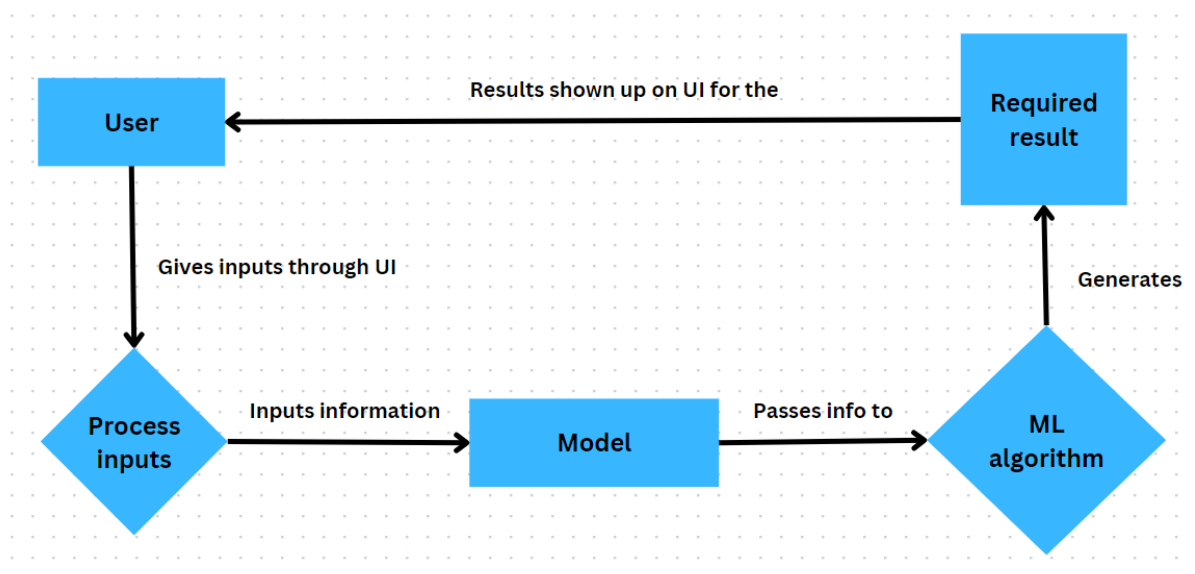 Results shown up on UI for the
Required
result
User
Gives inputs through UI
Generates
Process
inputs
Inputs information
Model
Passes info to
ML
algorithm